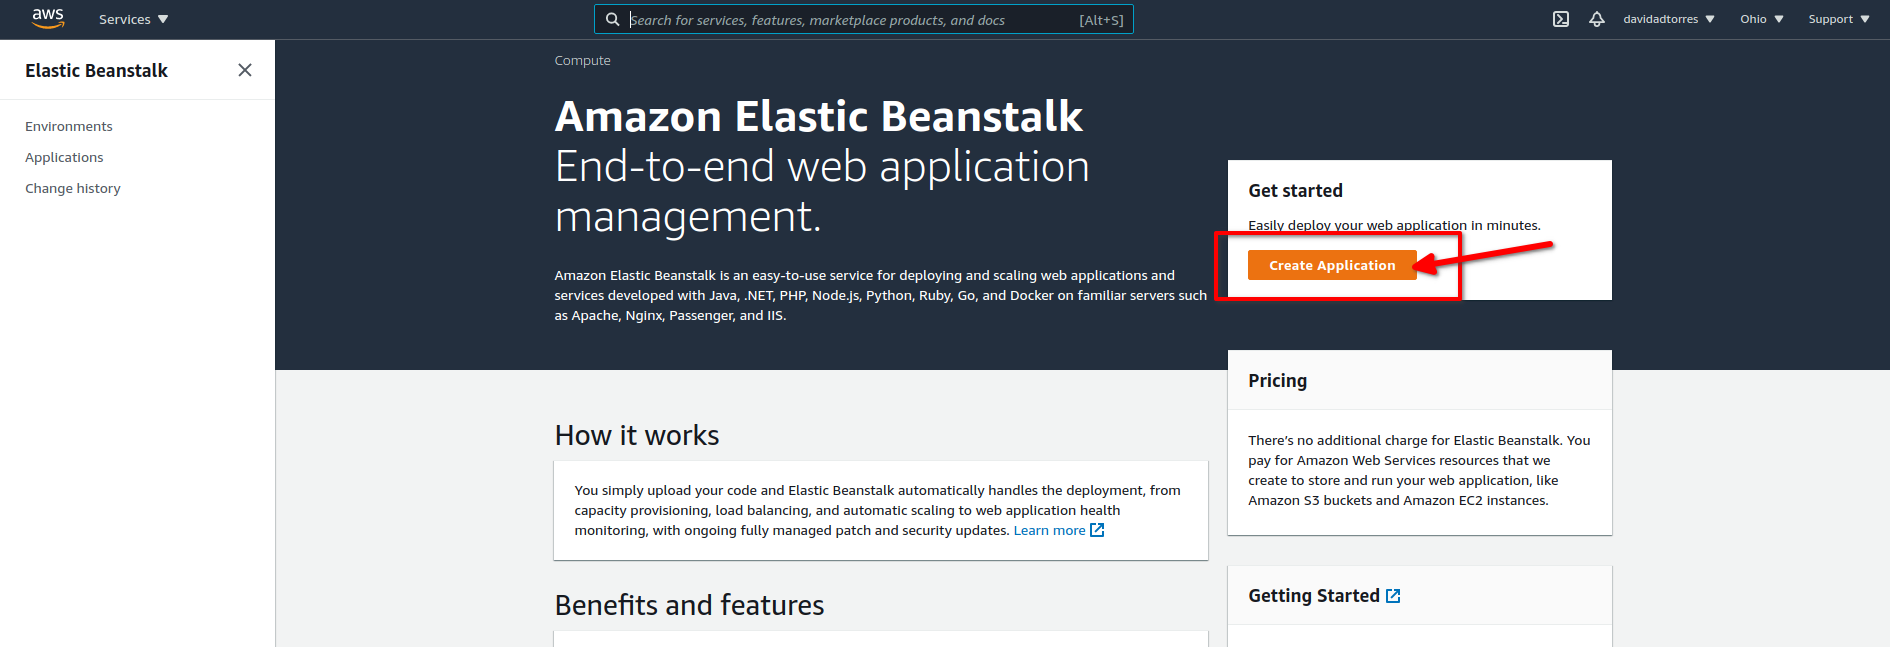 aws
Services
Search for services, features, marketplace products, and docs
[Alt+S]
davidadtorres
Ohio
Support
Elastic Beanstalk
Environments
Applications
Change history
Compute
Amazon Elastic Beanstalk
End-to-end web application
management.
Amazon Elastic Beanstalk is an easy-to-use service for deploying and scaling web applications and
services developed with Java, .NET, PHP, Node.js, Python, Ruby, Go, and Docker on familiar servers such
as Apache, Nginx, Passenger, and IIS.
Get started
Easily deploy your web application in minutes.
Create Application
How it works
You simply upload your code and Elastic Beanstalk automatically handles the deployment, from
capacity provisioning, load balancing, and automatic scaling to web application health
monitoring, with ongoing fully managed patch and security updates. Learn more
Benefits and features
Pricing
There's no additional charge for Elastic Beanstalk. You
pay for Amazon Web Services resources that we
create to store and run your web application, like
Amazon S3 buckets and Amazon EC2 instances.
Getting Started